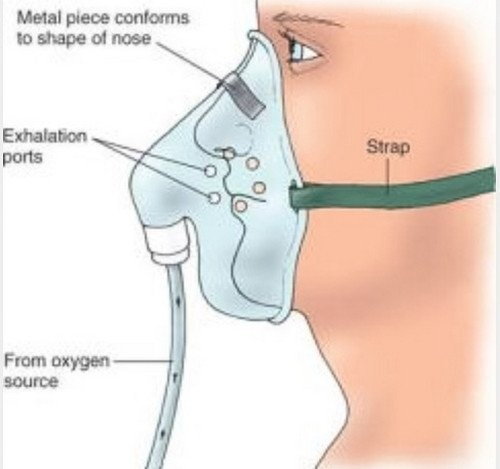 Metal piece conforms
to shape of nose
Exhalation
ports
Strap
From oxygen
source